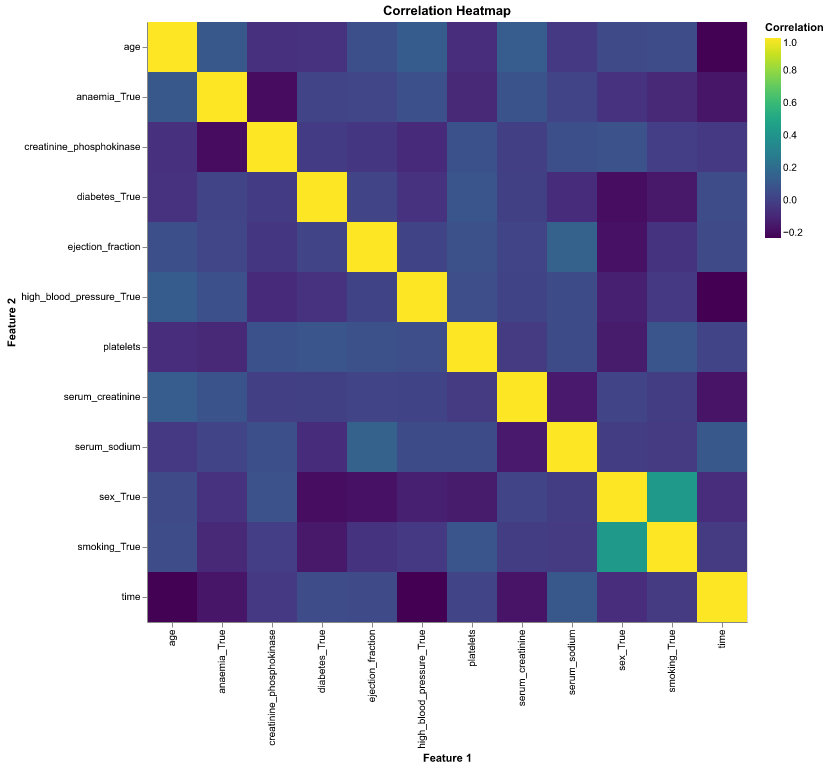 Correlation Heatmap
Correlation
1.0
0.8
0.6
0.4
0.2
0.0
−0.2
Feature 2
age
anaemia_True
creatinine_phosphokinase
diabetes_True
ejection_fraction
high_blood_pressure_True
platelets
serum_creatinine
serum_sodium
sex_True
smoking_True
time
age
anaemia_True
creatinine_phosphokinase
diabetes_True
ejection_fraction
high_blood_pressure_True
platelets
serum_creatinine
serum_sodium
sex_True
smoking_True
time
Feature 1